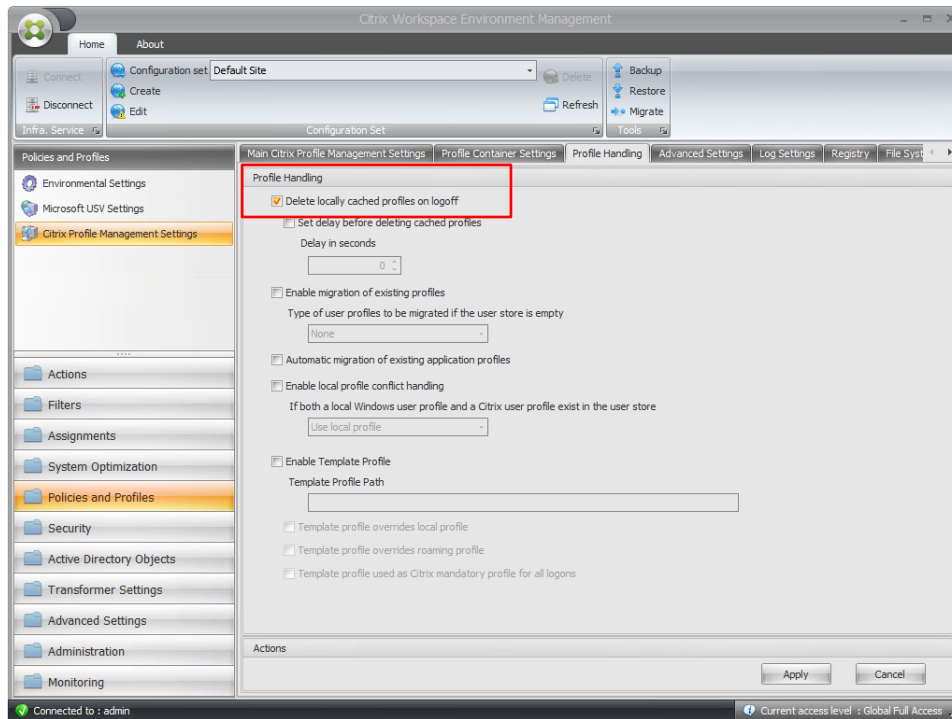 Citrix Workspace Environment Management
Home About
Connect
Disconnect
Infra. Service
Configuration set Default Site
Create
Edit
Delete
Refresh
Configuration Set
Backup
Restore
Migrate
Tools
Policies and Profiles
Environmental Settings
Microsoft USV Settings
Citrix Profile Management Settings
Actions
Filters
Assignments
System Optimization
Policies and Profiles
Security
Active Directory Objects
Transformer Settings
Advanced Settings
Administration
Monitoring
Main Citrix Profile Management Settings Profile Container Settings Profile Handling Advanced Settings Log Settings Registry File Syst
Profile Handling
Delete locally cached profiles on logoff
Set delay before deleting cached profiles
Delay in seconds
0
Enable migration of existing profiles
Type of user profiles to be migrated if the user store is empty
None
Automatic migration of existing application profiles
Enable local profile conflict handling
If both a local Windows user profile and a Citrix user profile exist in the user store
Use local profile
Enable Template Profile
Template Profile Path
Template profile overrides local profile
Template profile overrides roaming profile
Template profile used as Citrix mandatory profile for all logons
Actions
Apply Cancel
Connected to : admin
Current access level : Global Full Access